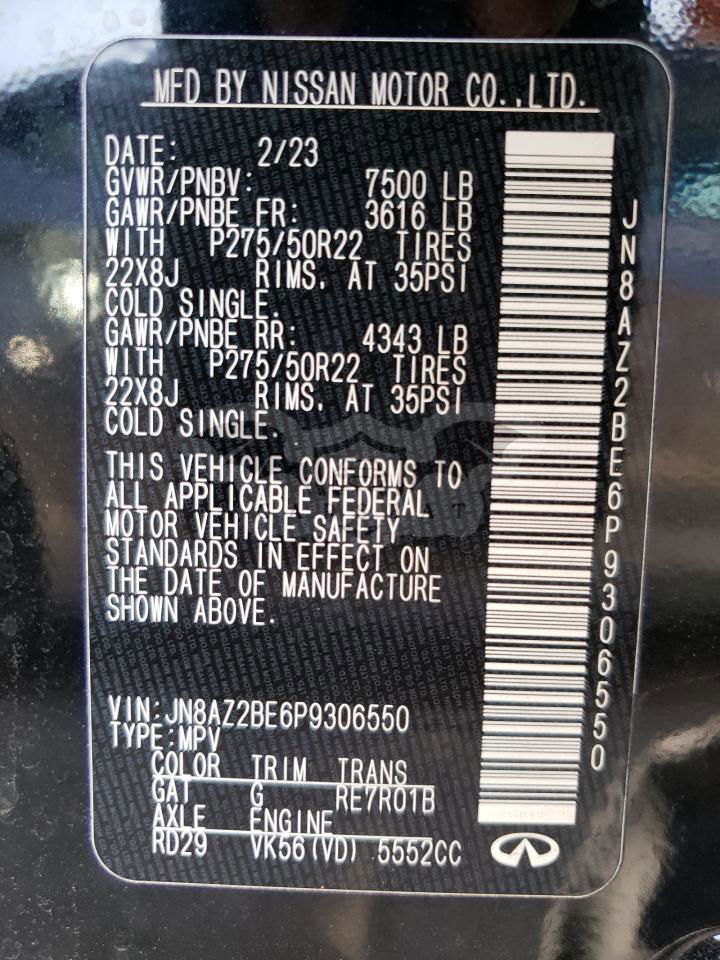 MFD BY NISSAN MOTOR CO.,LTD.
DATE: 2/23
GVWR/PNBV: 7500 LB
GAWR/PNBE FR: 3616 LB
WITH P275/50R22 TIRES
22X8J RIMS, AT 35PSI
COLD SINGLE.
GAWR/PNBE RR: 4343 LB
WITH P275/50R22 TIRES
22X8J RIMS, AT 35PSI
COLD SINGLE.
THIS VEHICLE CONFORMS TO
ALL APPLICABLE FEDERAL
MOTOR VEHICLE SAFETY
STANDARDS IN EFFECT ON
THE DATE OF MANUFACTURE
SHOWN ABOVE.
VIN:JN8AZ2BE6P9306550
TYPE:MPV
COLOR TRIM TRANS
GAT G RE7R01B
AXLE ENGINE
RD29 VK56(VD) 5552CC
JN8AZ2BE6P9306550